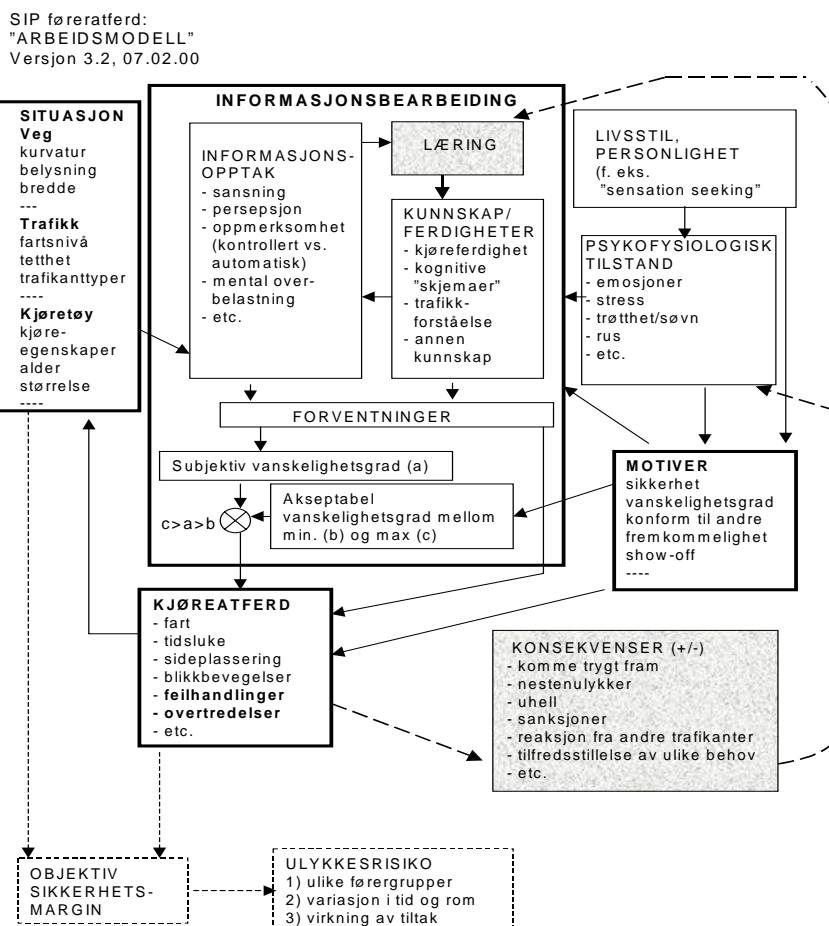 SIP føreratferd:
"ARBEIDSMODELL"
Versjon 3.2, 07.02.00
SITUASJON
Veg
kurvatur
belysning
bredde
---
Trafikk
fartsnivå
tetthet
trafikanttyper
----
Kjøretøy
kjøre-
egenskaper
alder
størrelse
----
INFORMASJONSBEARBEIDING
INFORMASJONS-
OPPTAK
- sansning
- persepsjon
- oppmerksomhet
(kontrollert vs.
automatisk)
- mental over-
belastning
- etc.
LÆRING
KUNNSKAP/
FERDIGHETER
- kjøreferdighet
- kognitive
"skjemaer"
- trafikk-
forståelse
- annen
kunnskap
FORVENTNINGER
Subjektiv vanskelighetsgrad (a)
c>a>b
Akseptabel
vanskelighetsgrad mellom
min. (b) og max (c)
LIVSSTIL,
PERSONLIGHET
(f. eks.
"sensation seeking"
PSYKOFYSIOLOGISK
TILSTAND
- emosjoner
- stress
- trøtthet/søvn
- rus
- etc.
MOTIVER
sikkerhet
vanskelighetsgrad
konform til andre
fremkommelighet
show-off
----
KJØREATFERD
- fart
- tidsluke
- sideplassering
- blikkbevegelser
- feilhandlinger
- overtredelser
- etc.
KONSEKVENSER (+/-)
- komme trygt fram
- nestenulykker
- uhell
- sanksjoner
- reaksjon fra andre trafikanter
- tilfredsstillelse av ulike behov
- etc.
OBJEKTIV
SIKKERHETS-
MARGIN
ULYKKESRISIKO
1) ulike førergrupper
2) variasjon i tid og rom
3) virkning av tiltak